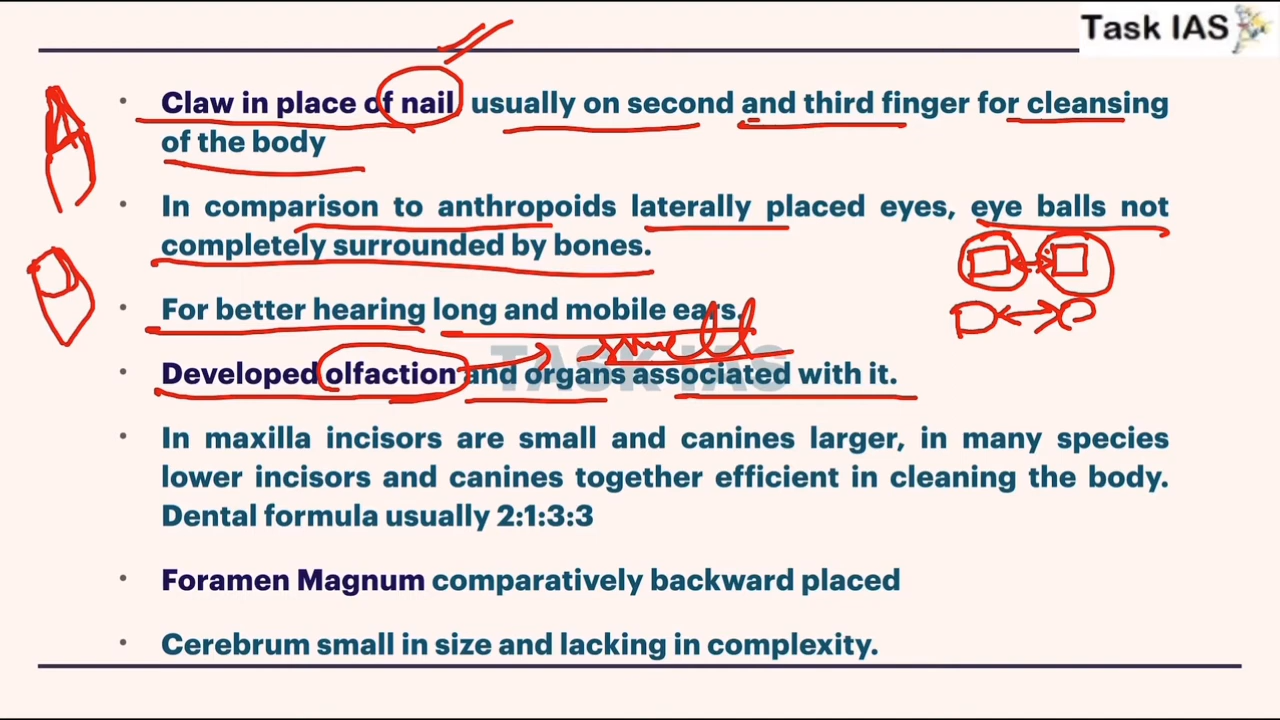 Task IAS
• Claw in place of nail usually on second and third finger for cleansing
of the body
• In comparison to anthropoids laterally placed eyes, eye balls not
completely surrounded by bones.
• For better hearing long and mobile ears.
smell
TASK IAS
• Developed olfaction and organs associated with it.
• In maxilla incisors are small and canines larger, in many species
lower incisors and canines together efficient in cleaning the body.
Dental formula usually 2:1:3:3
• Foramen Magnum comparatively backward placed
• Cerebrum small in size and lacking in complexity.